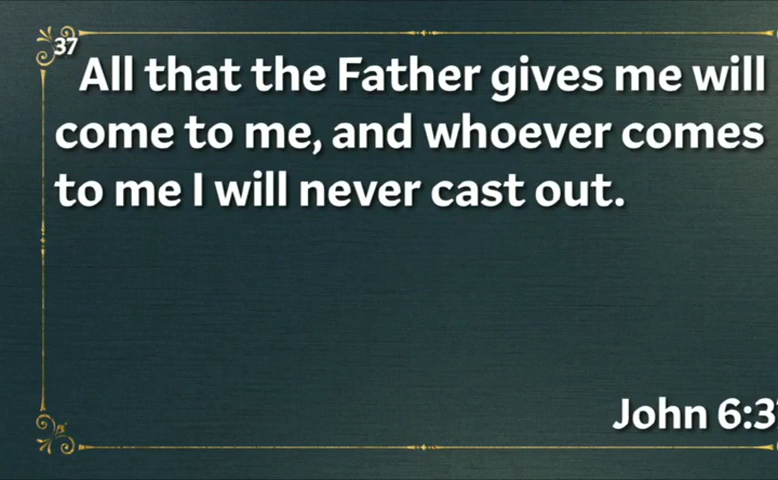 37 All that the Father gives me will
come to me, and whoever comes
to me I will never cast out.
John 6:3